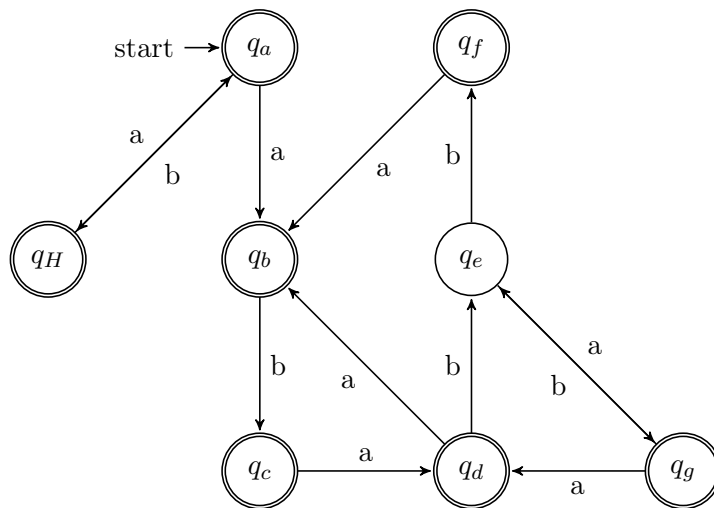 start q_a q_f
a a a b
b
q_H q_b q_e
a
b a b b
a
q_c q_d q_g
a